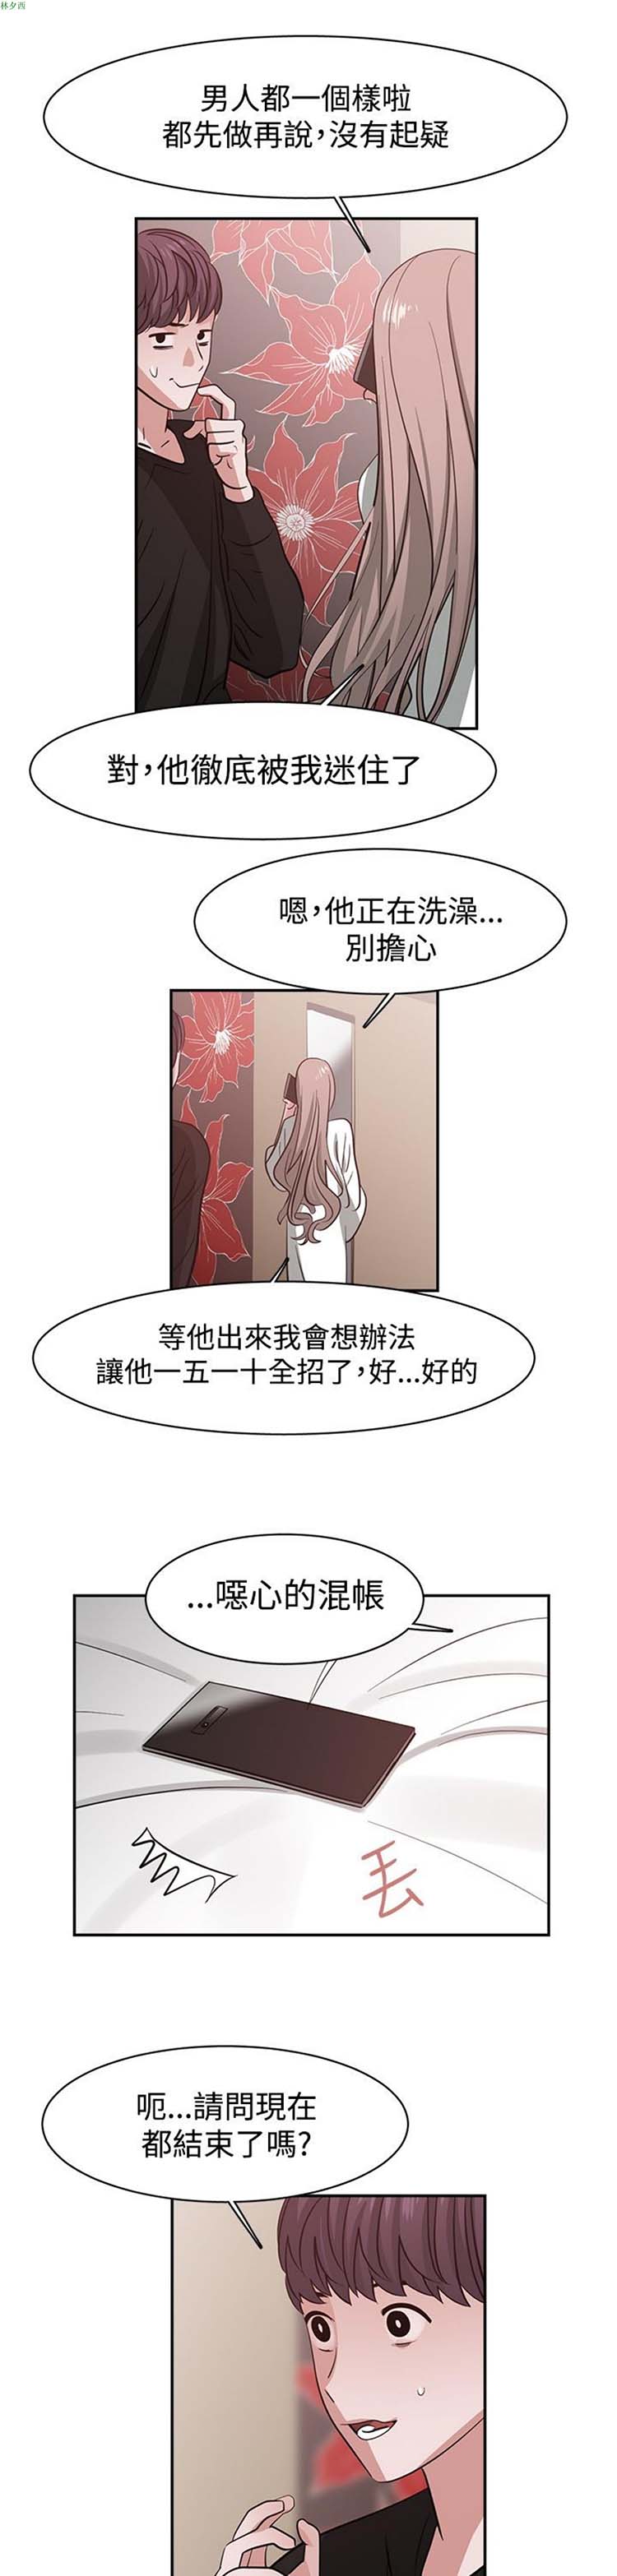 林夕西
男人都一個樣啦
都先做再說，沒有起疑
對，他徹底被我迷住了
嗯，他正在洗澡…
別擔心
等他出來我會想辦法
讓他一五一十全招了，好…好的
…噁心的混帳
丟
呃…請問現在
都結束了嗎?